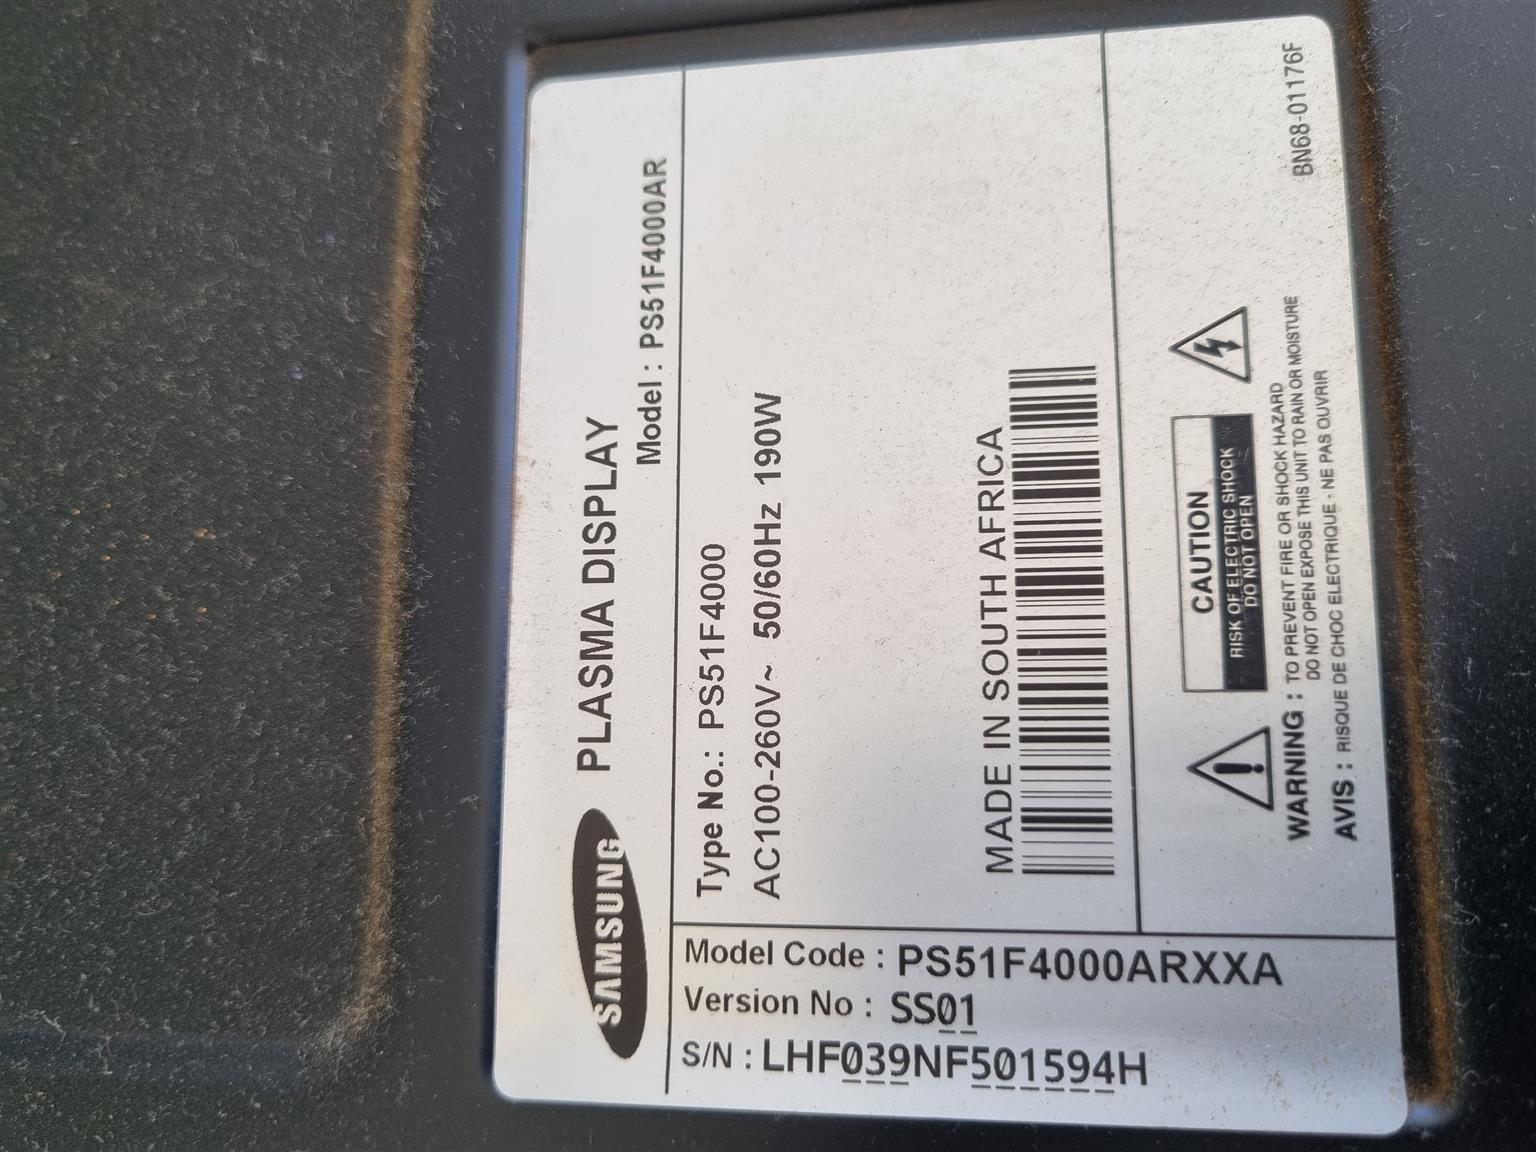 SAMSUNG PLASMA DISPLAY
Model : PS51F4000AR
Type No.: PS51F4000
AC100-260V~ 50/60Hz 190W
MADE IN SOUTH AFRICA
CAUTION
RISK OF ELECTRIC SHOCK
DO NOT OPEN
WARNING : TO PREVENT FIRE OR SHOCK HAZARD
DO NOT OPEN EXPOSE THIS UNIT TO RAIN OR MOISTURE
AVIS : RISQUE DE CHOC ELECTRIQUE - NE PAS OUVRIR
BN68-01176F
Model Code : PS51F4000ARXXA
Version No : SS01
S/N : LHF039NF501594H